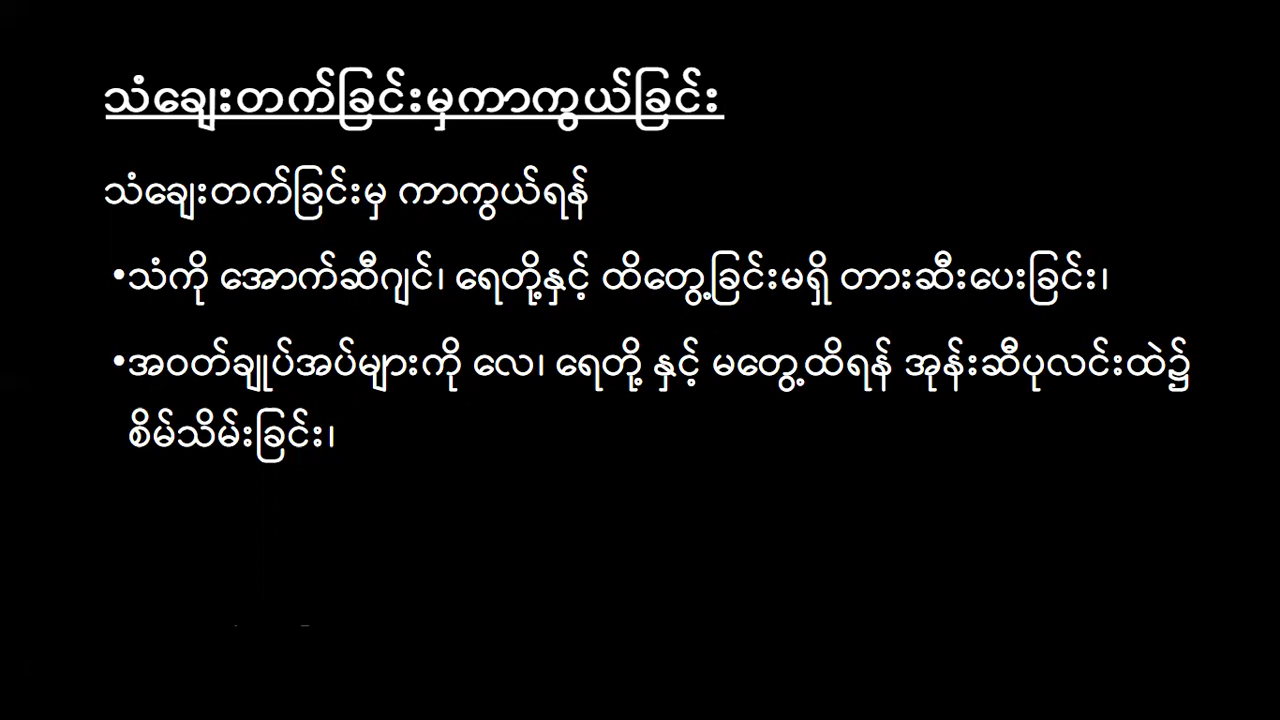 သံချေးတက်ခြင်းမှကာကွယ်ခြင်း
သံချေးတက်ခြင်းမှ ကာကွယ်ရန်
•သံကို အောက်ဆီဂျင်၊ ရေတို့နှင့် ထိတွေ့ခြင်းမရှိ တားဆီးပေးခြင်း၊
•အဝတ်ချုပ်အပ်များကို လေ၊ ရေတို့ နှင့် မတွေ့ထိရန် အုန်းဆီပုလင်းထဲ၌
စိမ်သိမ်းခြင်း၊